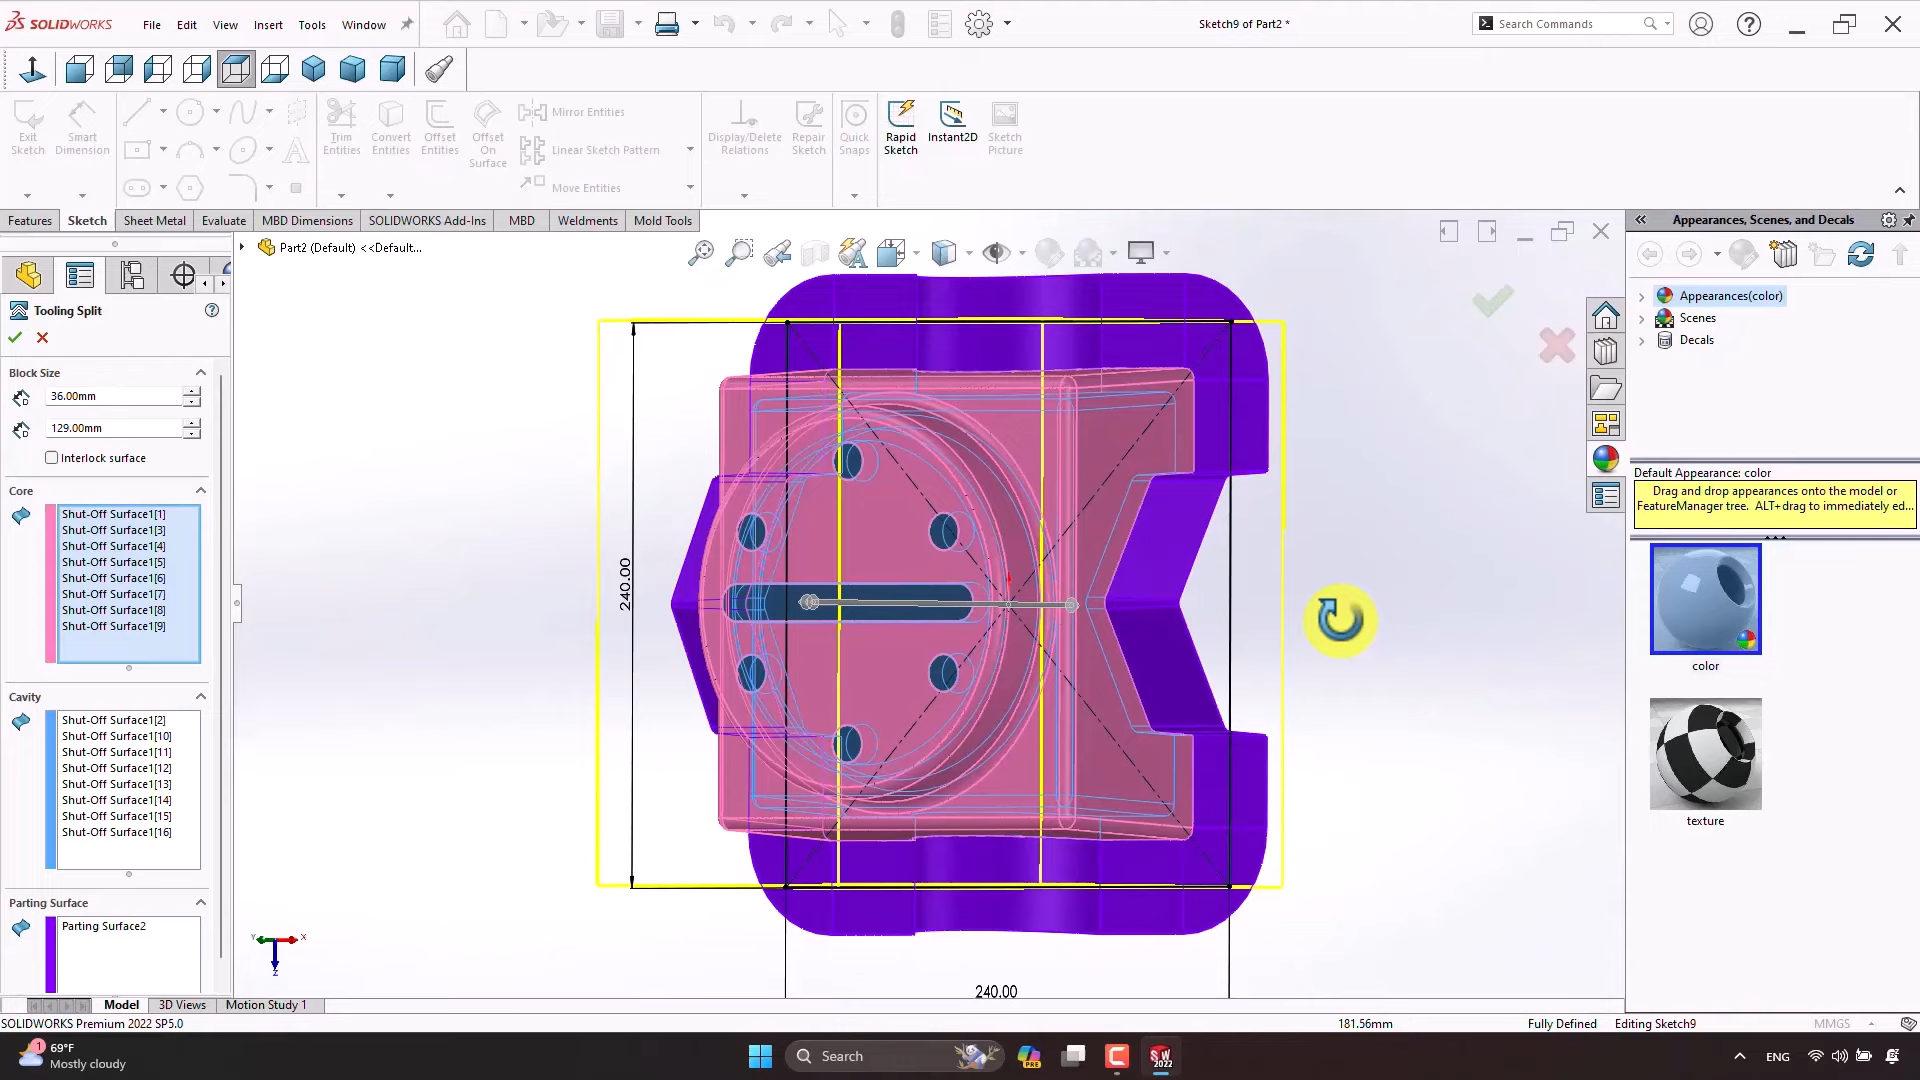 SOLIDWORKS
File Edit View Insert Tools Window
Sketch9 of Part2 *
Search Commands
Exit Sketch
Smart Dimension
Trim Entities
Convert Entities
Offset Entities
Offset On Surface
Mirror Entities
Linear Sketch Pattern
Move Entities
Display/Delete Relations
Repair Sketch
Quick Snaps
Rapid Sketch
Instant2D
Sketch Picture
Features Sketch Sheet Metal Evaluate MBD Dimensions SOLIDWORKS Add-Ins MBD Weldments Mold Tools
Part2 (Default) <<Default...
Tooling Split
Block Size
36.00mm
129.00mm
Interlock surface
Core
Shut-Off Surface1[1]
Shut-Off Surface1[3]
Shut-Off Surface1[4]
Shut-Off Surface1[5]
Shut-Off Surface1[6]
Shut-Off Surface1[7]
Shut-Off Surface1[8]
Shut-Off Surface1[9]
Cavity
Shut-Off Surface1[2]
Shut-Off Surface1[10]
Shut-Off Surface1[11]
Shut-Off Surface1[12]
Shut-Off Surface1[13]
Shut-Off Surface1[14]
Shut-Off Surface1[15]
Shut-Off Surface1[16]
Parting Surface
Parting Surface2
240.00
240.00
Y X
Z
Appearances, Scenes, and Decals
Appearances(color)
Scenes
Decals
Default Appearance: color
Drag and drop appearances onto the model or
FeatureManager tree. ALT+drag to immediately ed...
color
texture
Model 3D Views Motion Study 1
SOLIDWORKS Premium 2022 SP5.0
181.56mm Fully Defined Editing Sketch9 MMGS
1
69°F
Mostly cloudy
Search
PRE
SW
2022
ENG